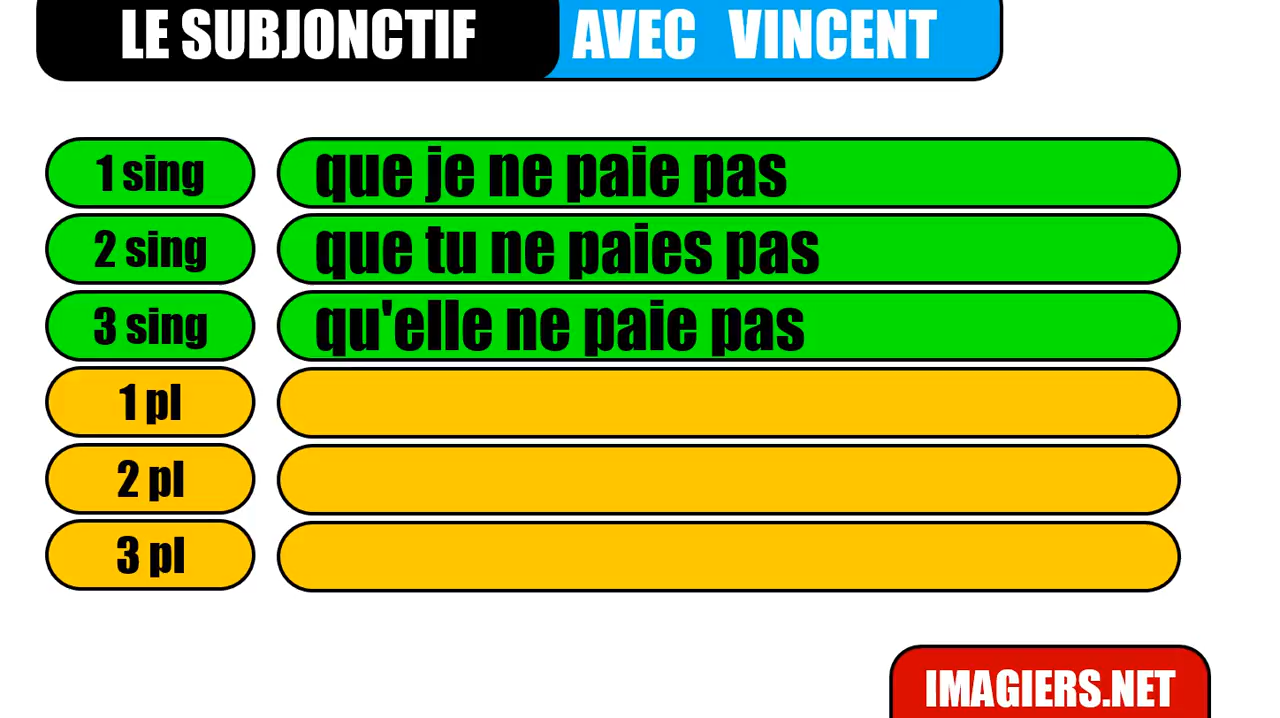 LE SUBJONCTIF AVEC VINCENT
1 sing que je ne paie pas
2 sing que tu ne paies pas
3 sing qu'elle ne paie pas
1 pl
2 pl
3 pl
IMAGIERS.NET